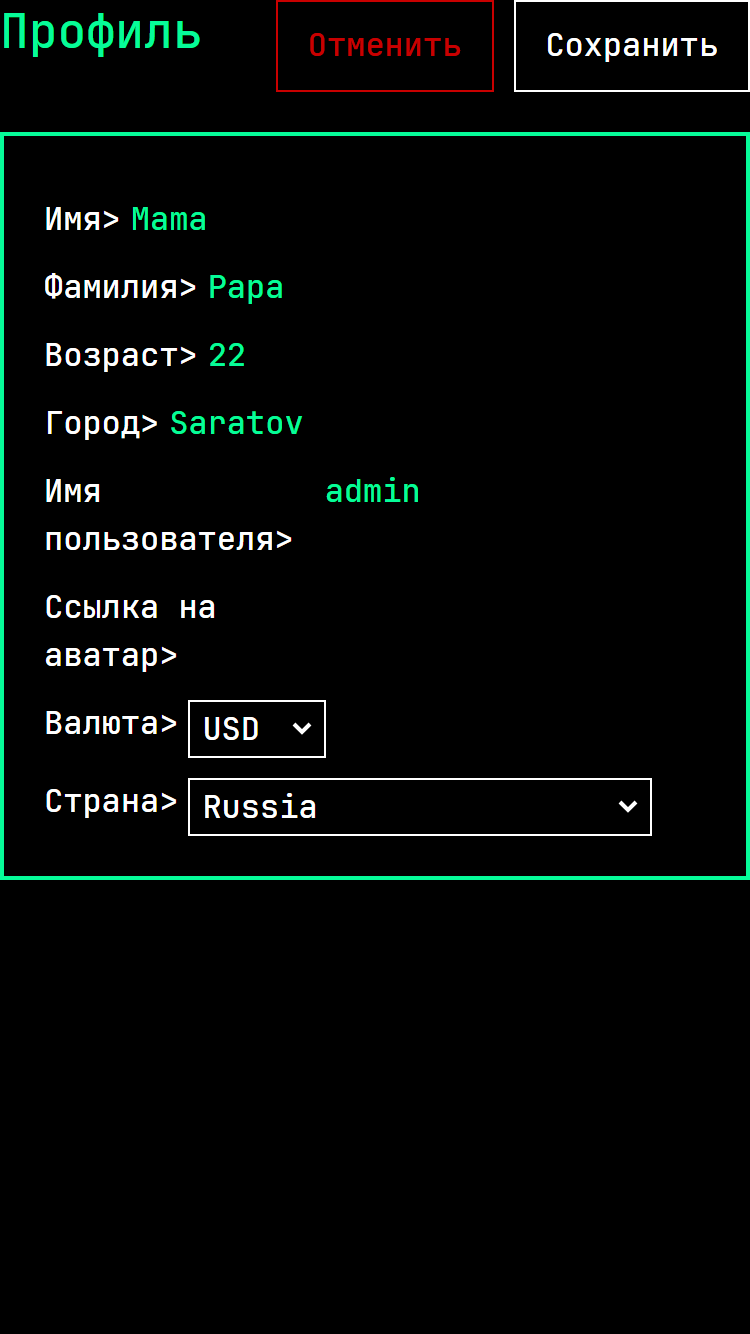 Профиль
Отменить
Сохранить
Имя> Mama
Фамилия> Papa
Возраст> 22
Город> Saratov
Имя пользователя> admin
Ссылка на
аватар>
Валюта> USD
Страна> Russia